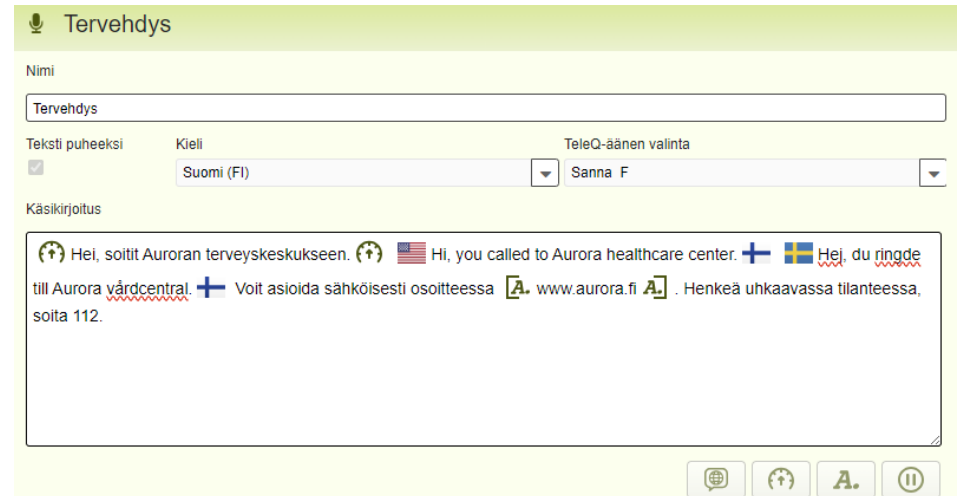 Tervehdys
Nimi
Tervehdys
Teksti puheeksi Kieli TeleQ-äänen valinta
Suomi (FI) Sanna F
Käsikirjoitus
Hei, soitit Auroran terveyskeskukseen. Hi, you called to Aurora healthcare center. Hej, du ringde
till Aurora vårdcentral. Voit asioida sähköisesti osoitteessa [A. www.aurora.fi A.] . Henkeä uhkaavassa tilanteessa,
soita 112.
A.